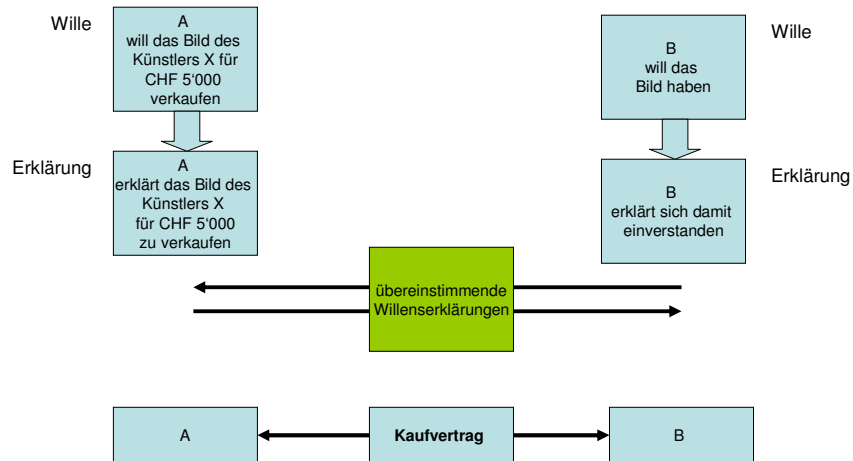 Wille
A
will das Bild des
Künstlers X für
CHF 5‘000
verkaufen
B
will das
Bild haben
Wille
Erklärung
A
erklärt das Bild des
Künstlers X
für CHF 5‘000
zu verkaufen
B
erklärt sich damit
einverstanden
Erklärung
übereinstimmende
Willenserklärungen
A
Kaufvertrag
B